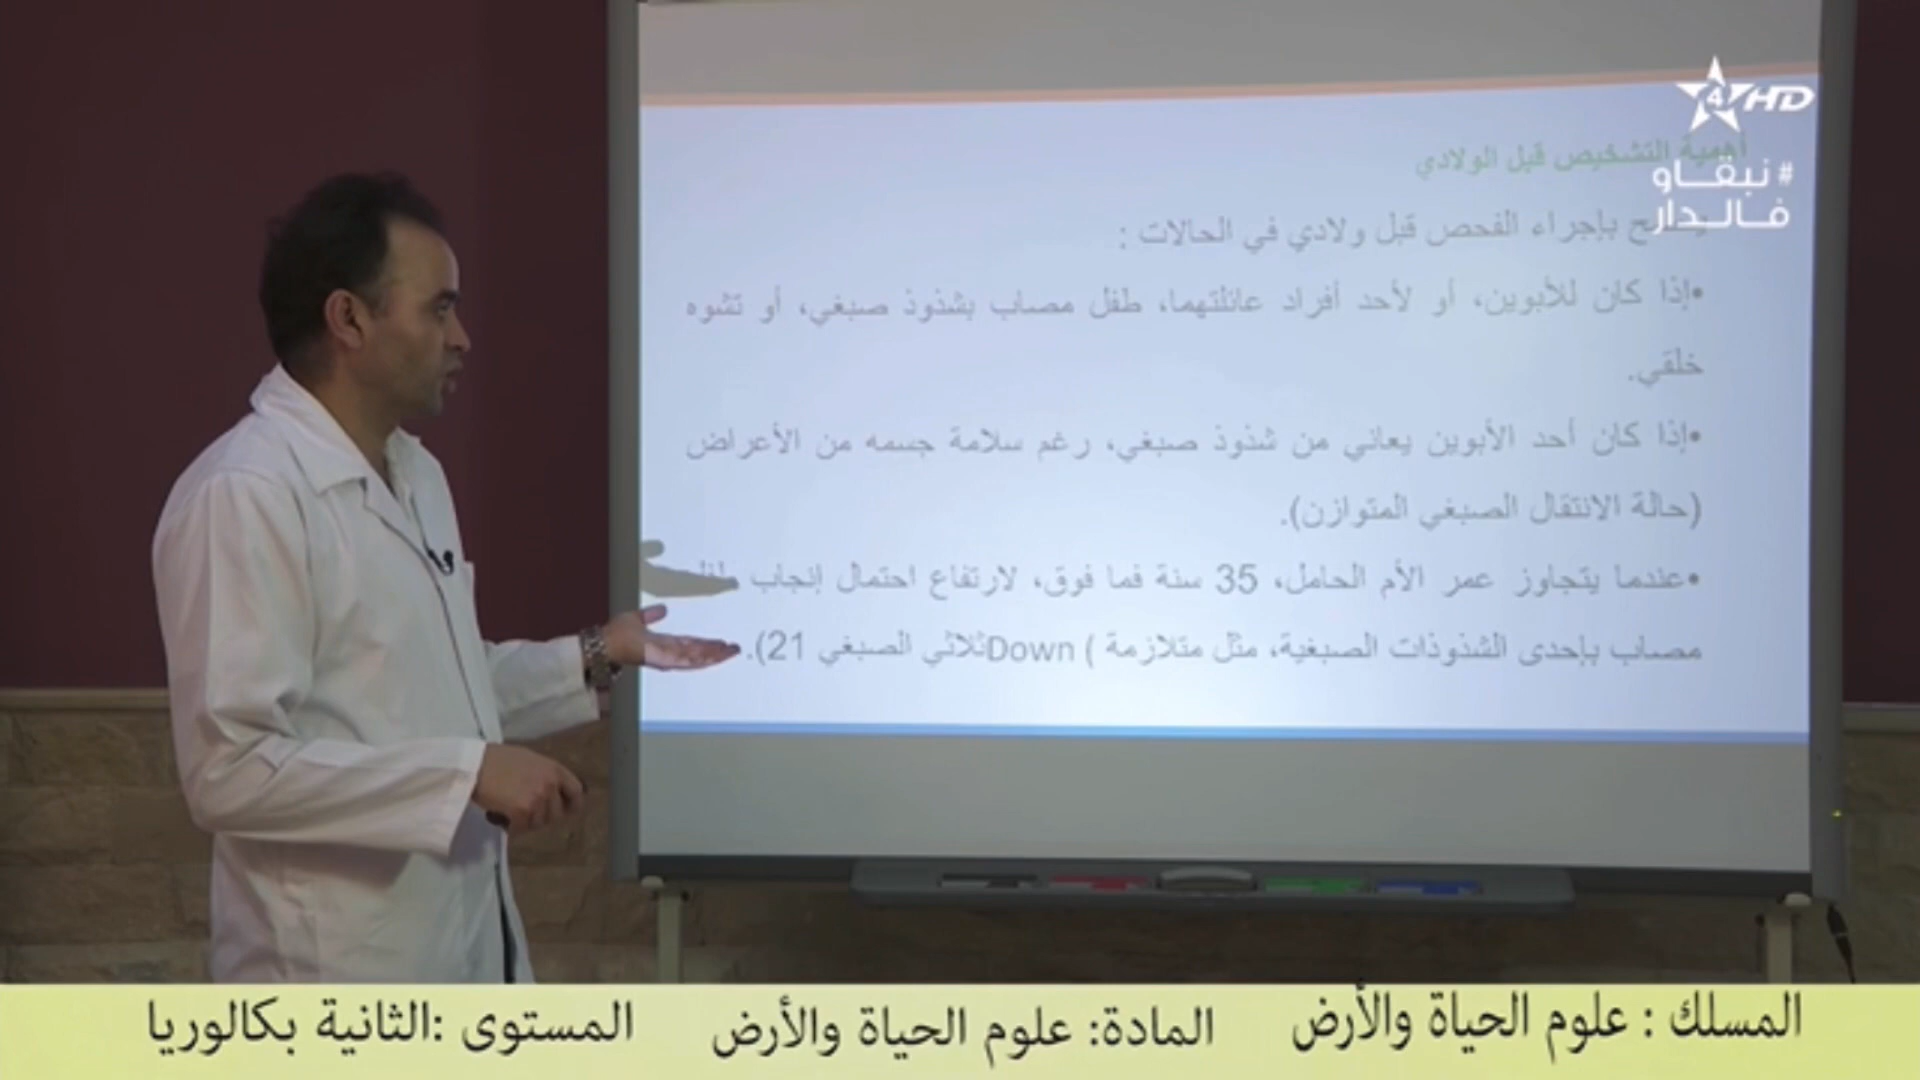 4 HD
#نبقاو
فالدار
أهمية التشخيص قبل الولادي
بإجراء الفحص قبل ولادي في الحالات :
•إذا كان للأبوين، أو لأحد أفراد عائلتهما، طفل مصاب بشذوذ صبغي، أو تشوه
خلقي.
•إذا كان أحد الأبوين يعاني من شذوذ صبغي، رغم سلامة جسمه من الأعراض
(حالة الانتقال الصبغي المتوازن).
•عندما يتجاوز عمر الأم الحامل، 35 سنة فما فوق، لارتفاع احتمال إنجاب
مصاب بإحدى الشذوذات الصبغية، مثل متلازمة ) Downثلاثي الصبغي 21).
المسلك : علوم الحياة والأرض المادة: علوم الحياة والأرض المستوى :الثانية بكالوريا